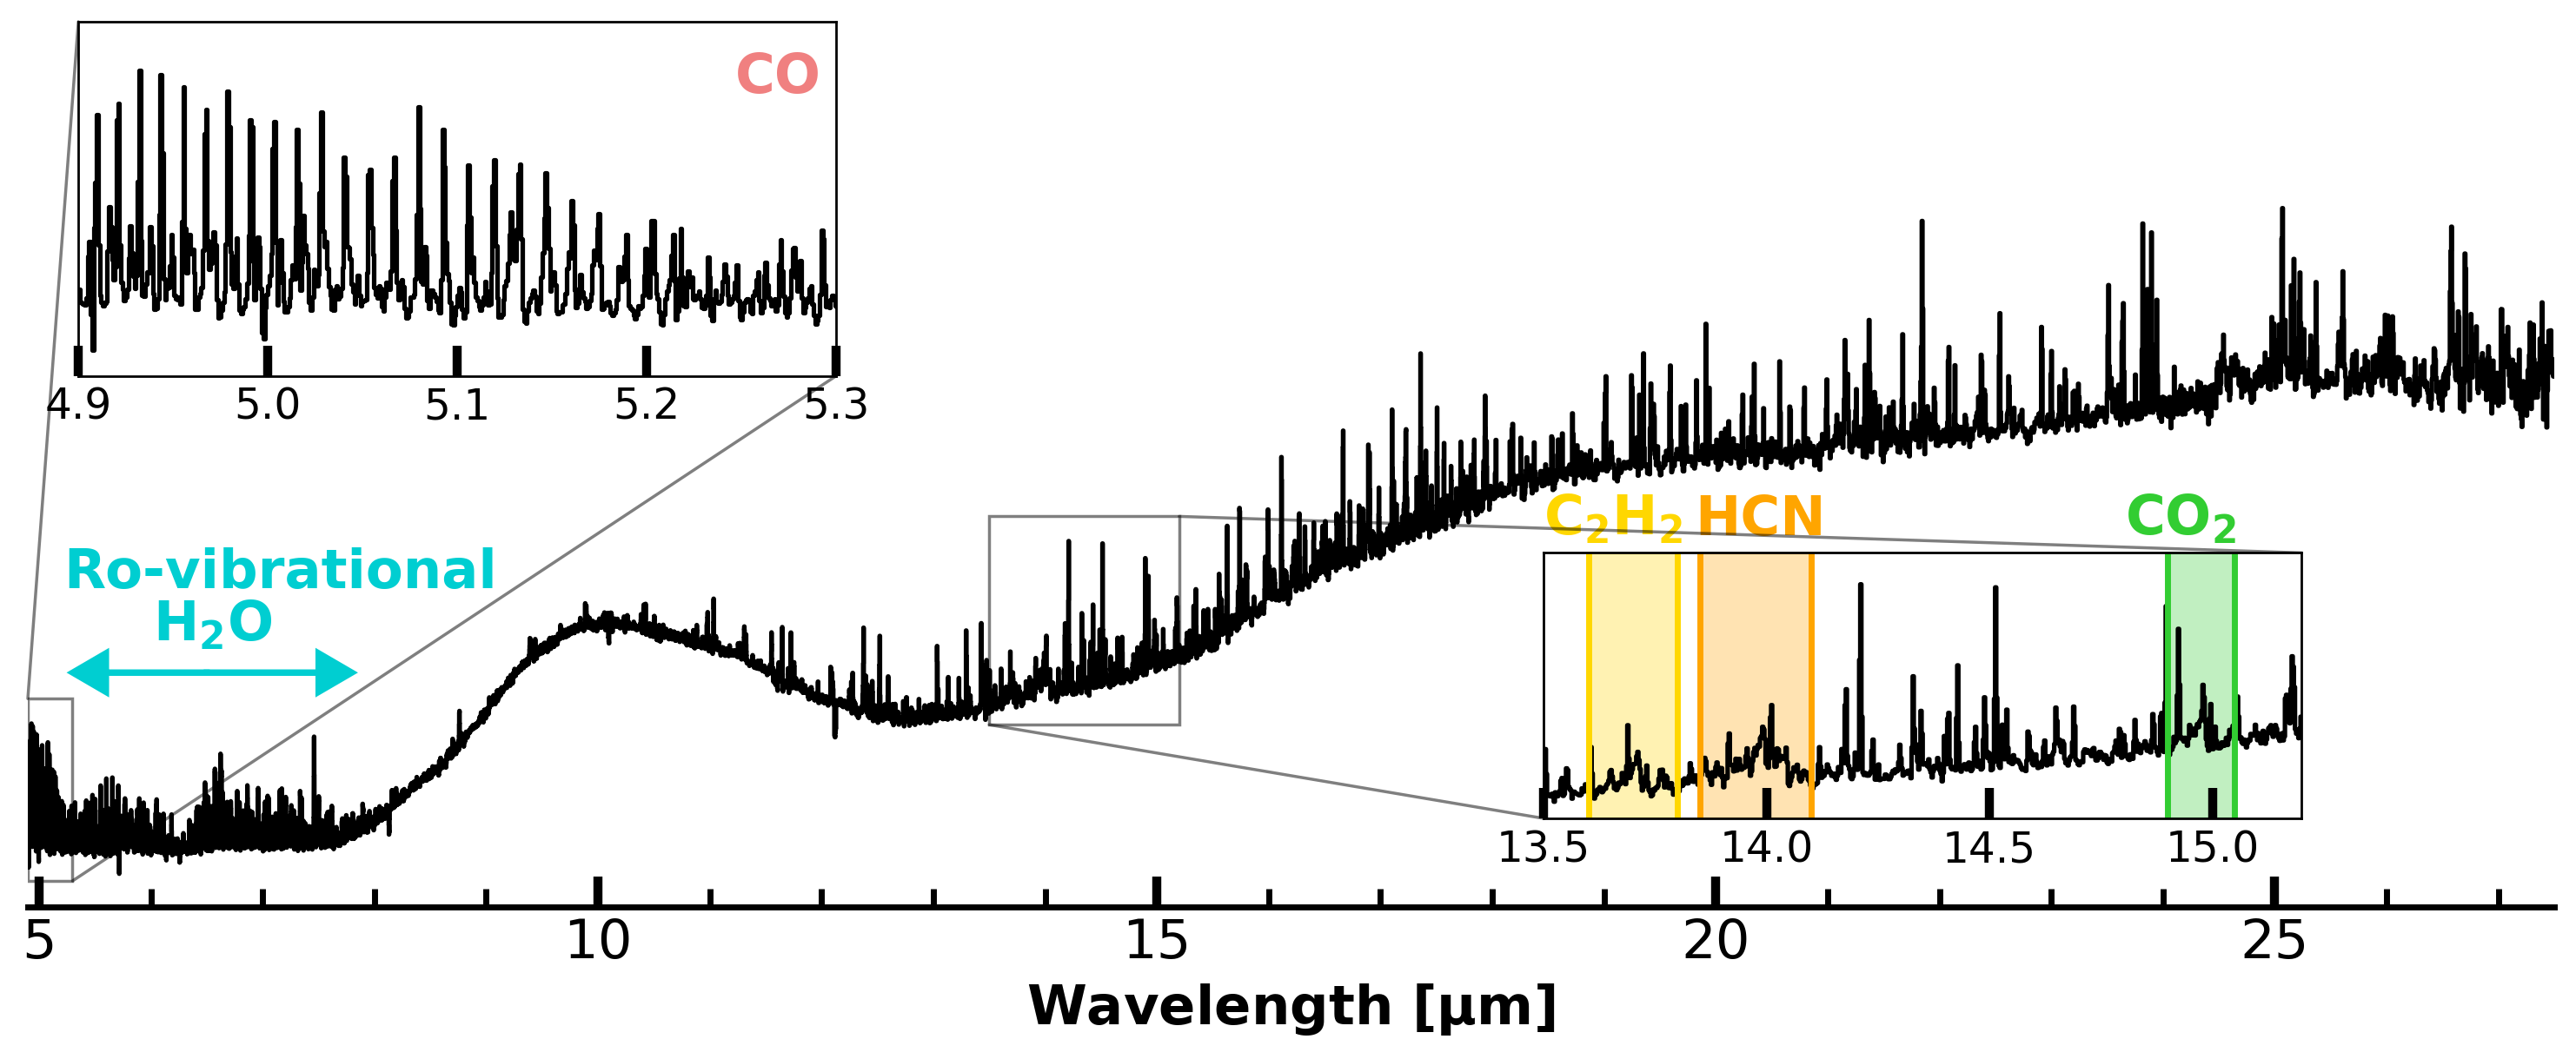 CO
4.9 5.0 5.1 5.2 5.3
C₂H₂ HCN CO₂
Ro-vibrational
H₂O
13.5 14.0 14.5 15.0
5 10 15 20 25
Wavelength [μm]